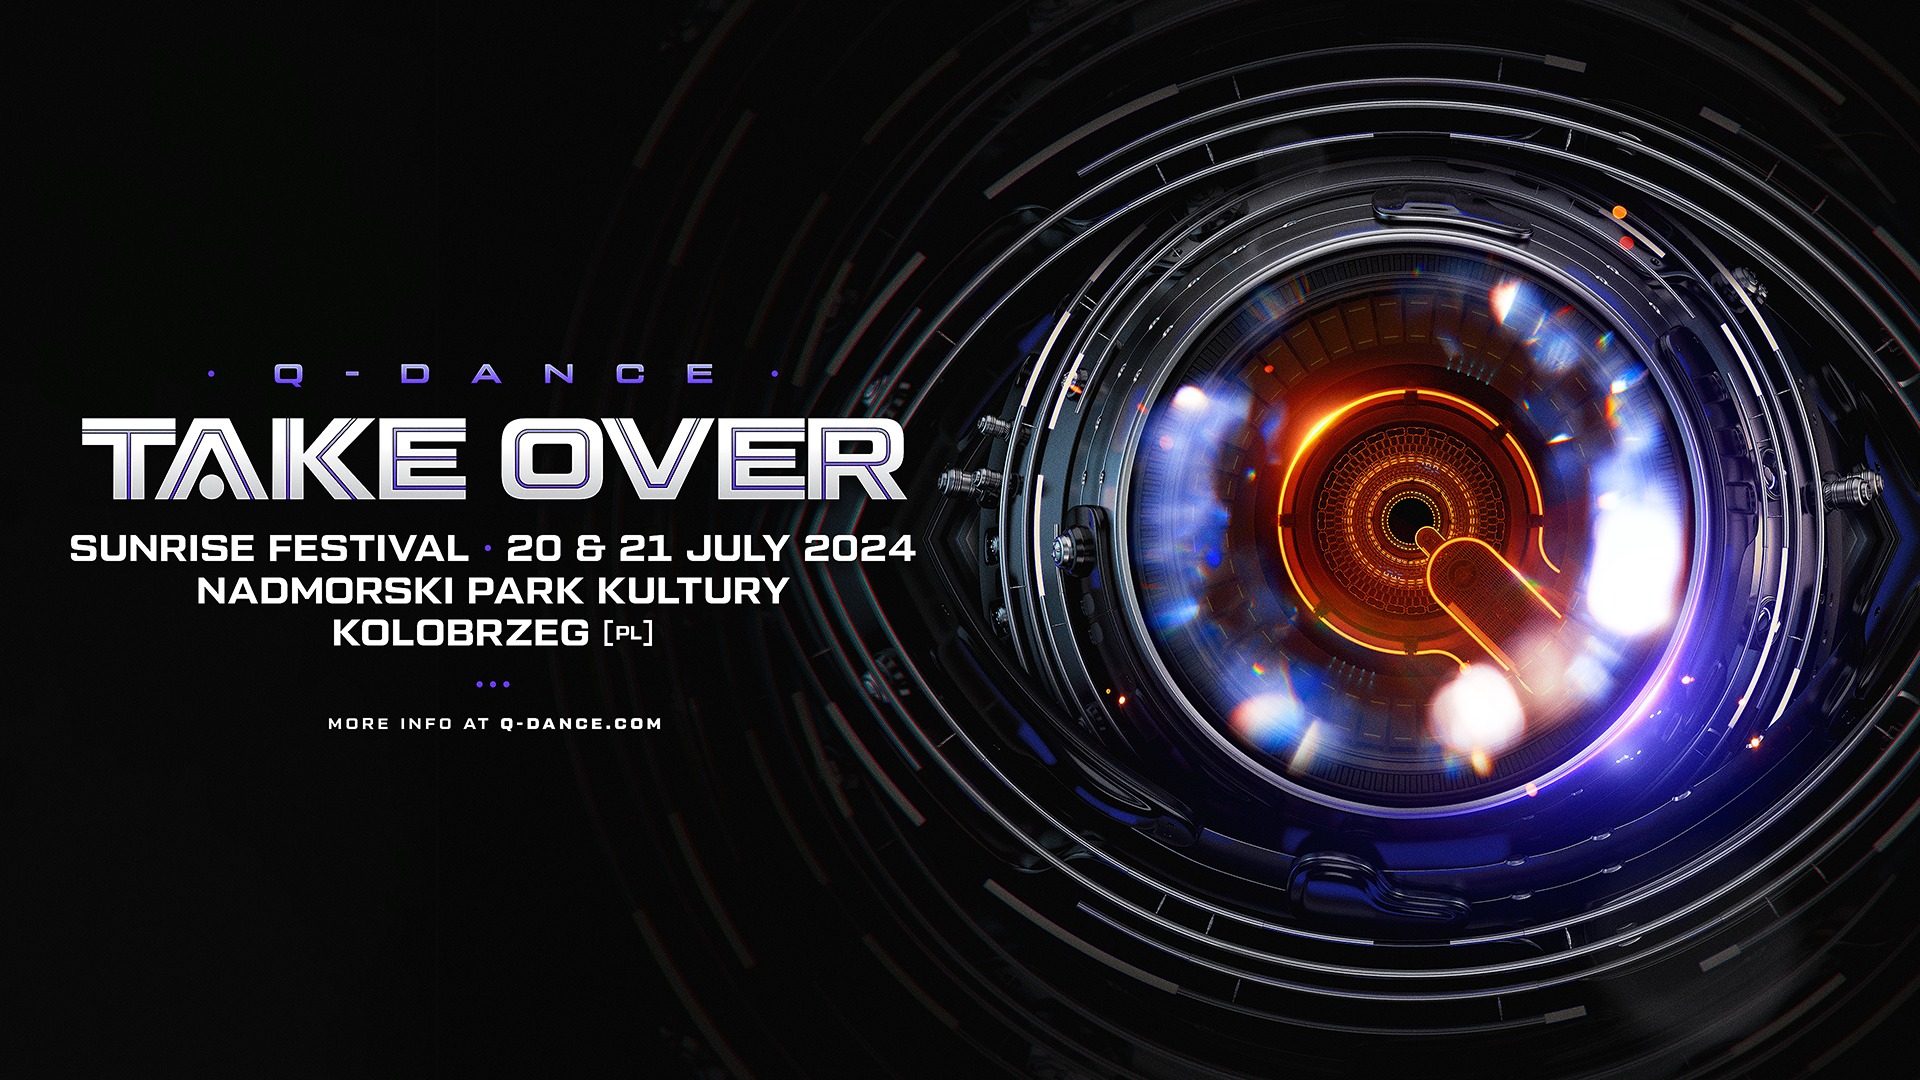 · Q-DANCE ·
TAKE OVER
SUNRISE FESTIVAL · 20 & 21 JULY 2024
NADMORSKI PARK KULTURY
KOLOBRZEG [PL]
•••
MORE INFO AT Q-DANCE.COM